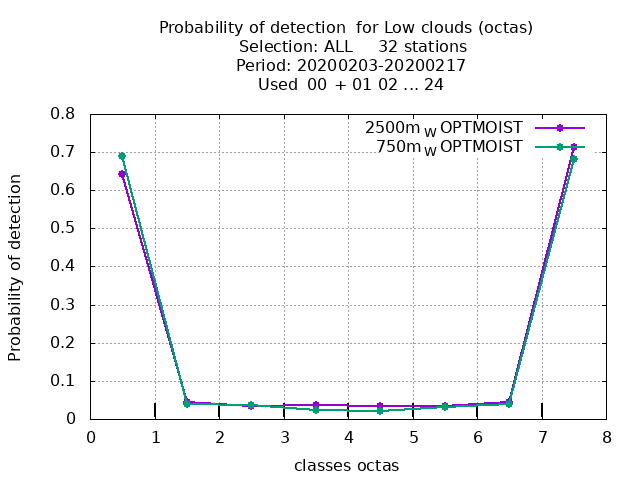 Probability of detection  for Low clouds (octas)
Selection: ALL     32 stations
Period: 20200203-20200217
Used  00  + 01 02 ... 24
2500m W OPTMOIST
750m W OPTMOIST
0.8
0.7
0.6
0.5
0.4
0.3
0.2
0.1
0
Probability of detection
0 1 2 3 4 5 6 7 8
classes octas